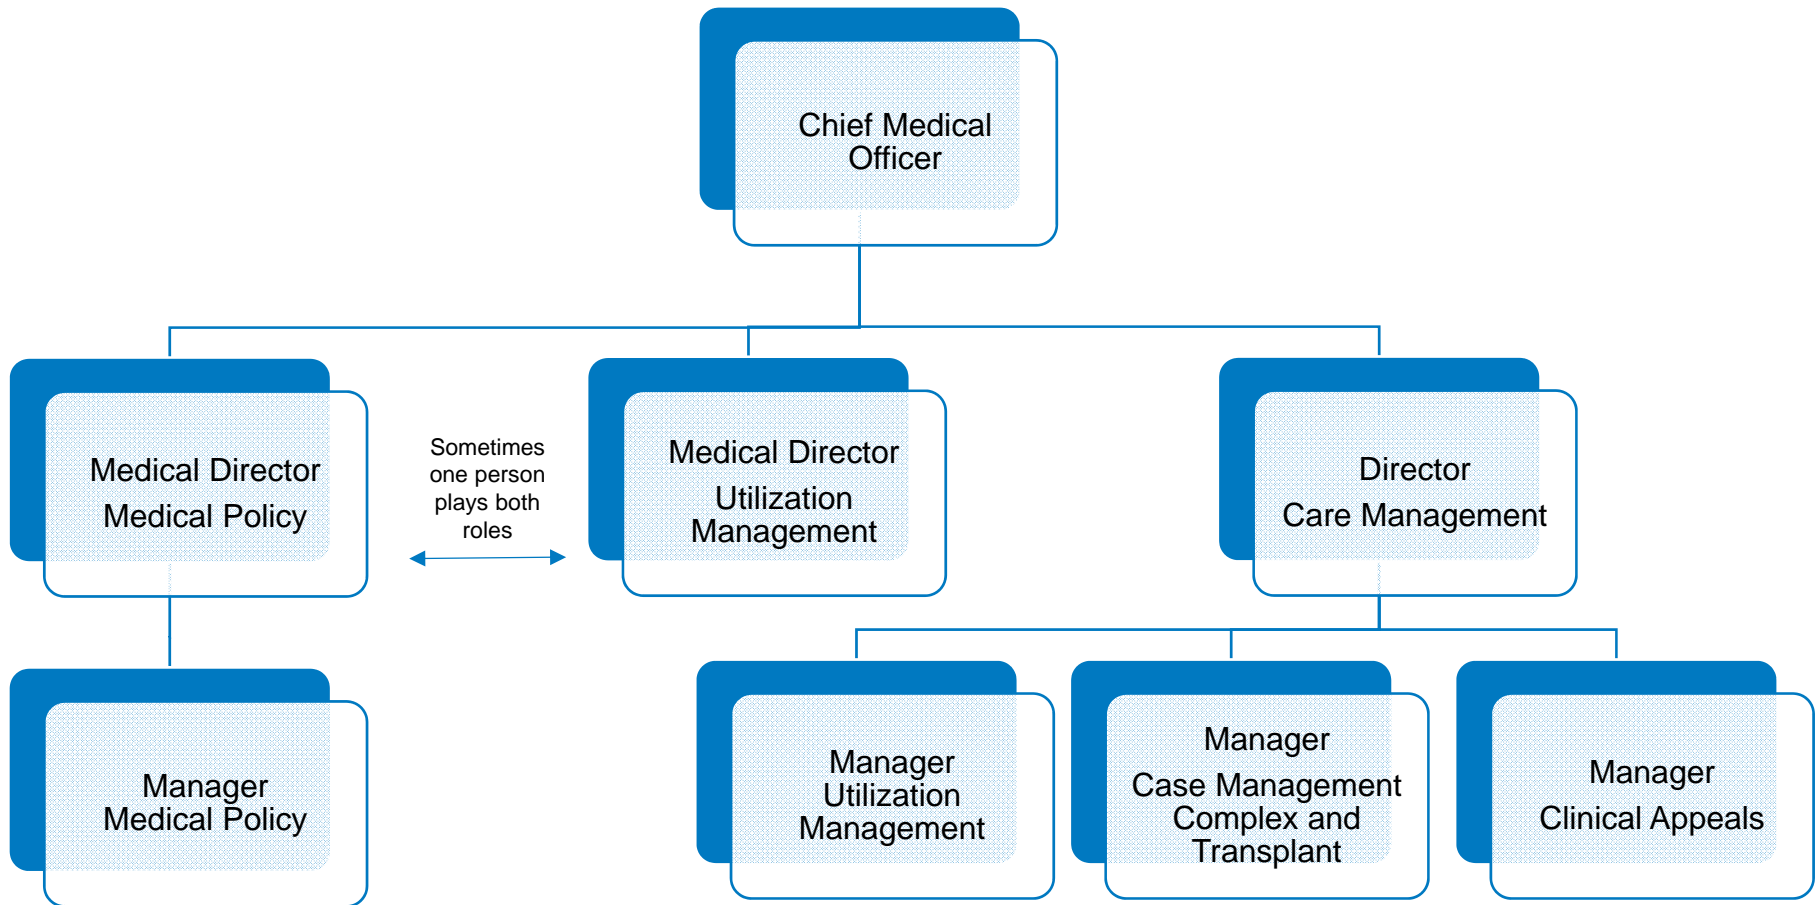 Chief Medical
Officer
Medical Director
Medical Policy
Sometimes
one person
plays both
roles
Medical Director
Utilization
Management
Director
Care Management
Manager
Medical Policy
Manager
Utilization
Management
Manager
Case Management
Complex and
Transplant
Manager
Clinical Appeals